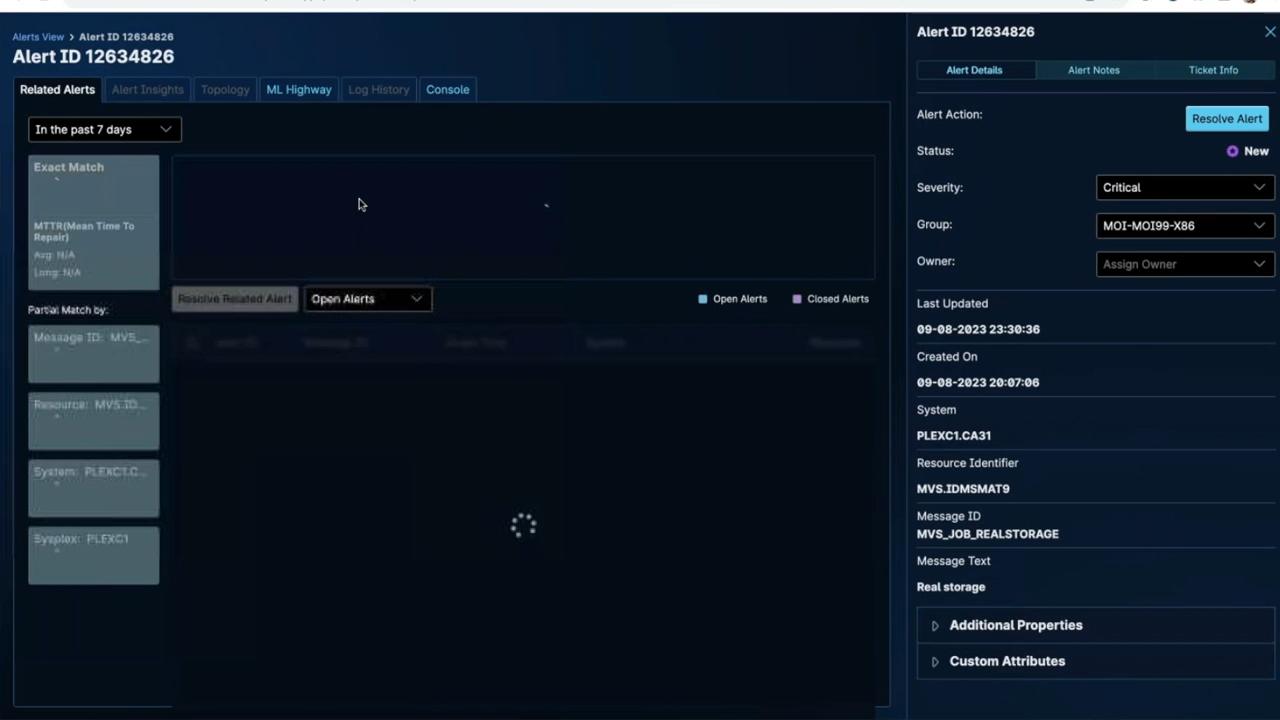 Alerts View > Alert ID 12634826
Alert ID 12634826
Related Alerts
Alert Insights
Topology
ML Highway
Log History
Console
In the past 7 days
Exact Match
MTTR(Mean Time To
Repair)
Avg: N/A
Long: N/A
Partial Match by:
Message ID: MVS_...
Resource: MVS.ID...
System: PLEXC1.C...
Sysplex: PLEXC1
Resolve Related Alert
Open Alerts
Open Alerts
Closed Alerts
Alert ID 12634826
Alert Details
Alert Notes
Ticket Info
Alert Action:
Resolve Alert
Status:
New
Severity:
Critical
Group:
MOI-MOI99-X86
Owner:
Assign Owner
Last Updated
09-08-2023 23:30:36
Created On
09-08-2023 20:07:06
System
PLEXC1.CA31
Resource Identifier
MVS.IDMSMAT9
Message ID
MVS_JOB_REALSTORAGE
Message Text
Real storage
Additional Properties
Custom Attributes